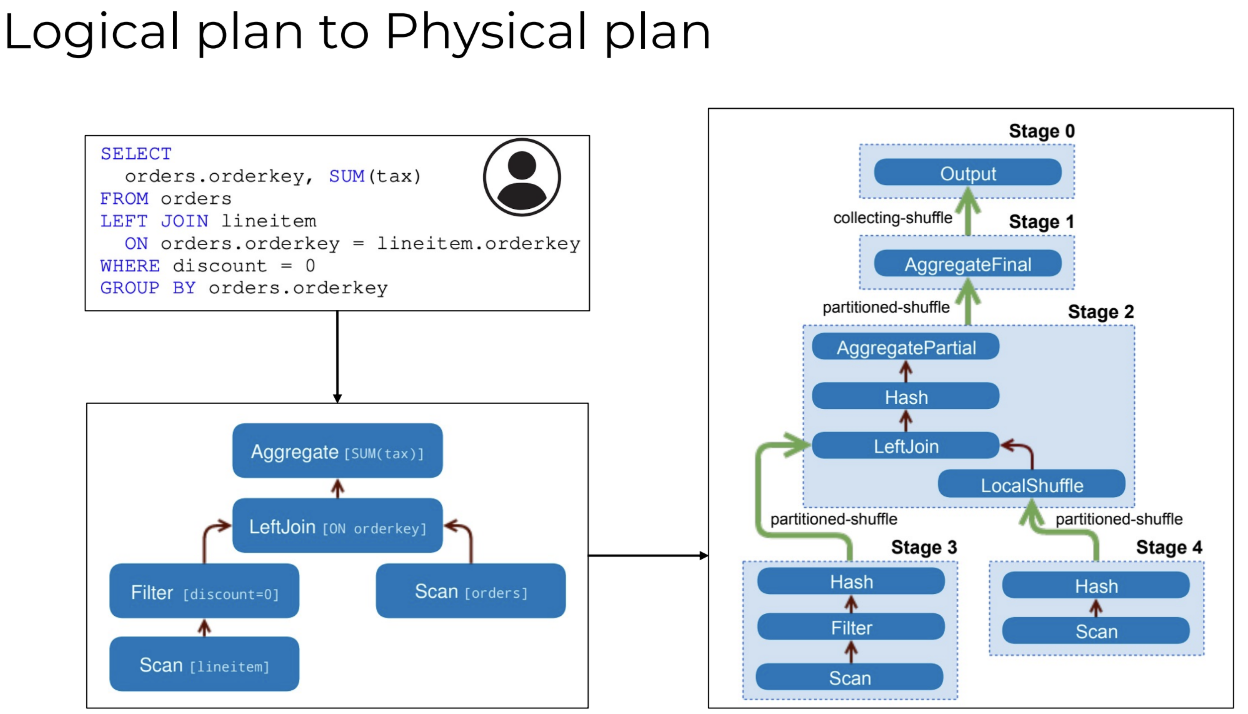 Logical plan to Physical plan
SELECT
orders.orderkey, SUM(tax)
FROM orders
LEFT JOIN lineitem
ON orders.orderkey = lineitem.orderkey
WHERE discount = 0
GROUP BY orders.orderkey
Aggregate [SUM(tax)]
LeftJoin [ON orderkey]
Filter [discount=0]
Scan [orders]
Scan [lineitem]
Stage 0
Output
collecting-shuffle
Stage 1
AggregateFinal
partitioned-shuffle
Stage 2
AggregatePartial
Hash
LeftJoin
LocalShuffle
partitioned-shuffle
partitioned-shuffle
Stage 3
Hash
Filter
Scan
Stage 4
Hash
Scan